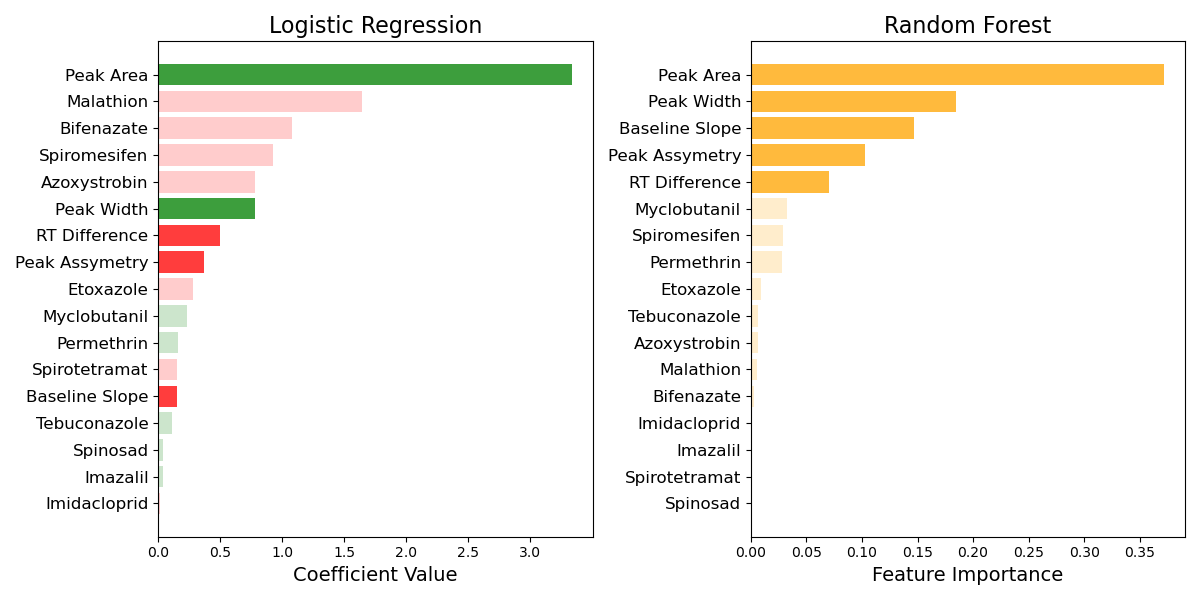 Logistic Regression
Peak Area
Malathion
Bifenazate
Spiromesifen
Azoxystrobin
Peak Width
RT Difference
Peak Assymetry
Etoxazole
Myclobutanil
Permethrin
Spirotetramat
Baseline Slope
Tebuconazole
Spinosad
Imazalil
Imidacloprid
0.0 0.5 1.0 1.5 2.0 2.5 3.0
Coefficient Value
Random Forest
Peak Area
Peak Width
Baseline Slope
Peak Assymetry
RT Difference
Myclobutanil
Spiromesifen
Permethrin
Etoxazole
Tebuconazole
Azoxystrobin
Malathion
Bifenazate
Imidacloprid
Imazalil
Spirotetramat
Spinosad
0.00 0.05 0.10 0.15 0.20 0.25 0.30 0.35
Feature Importance